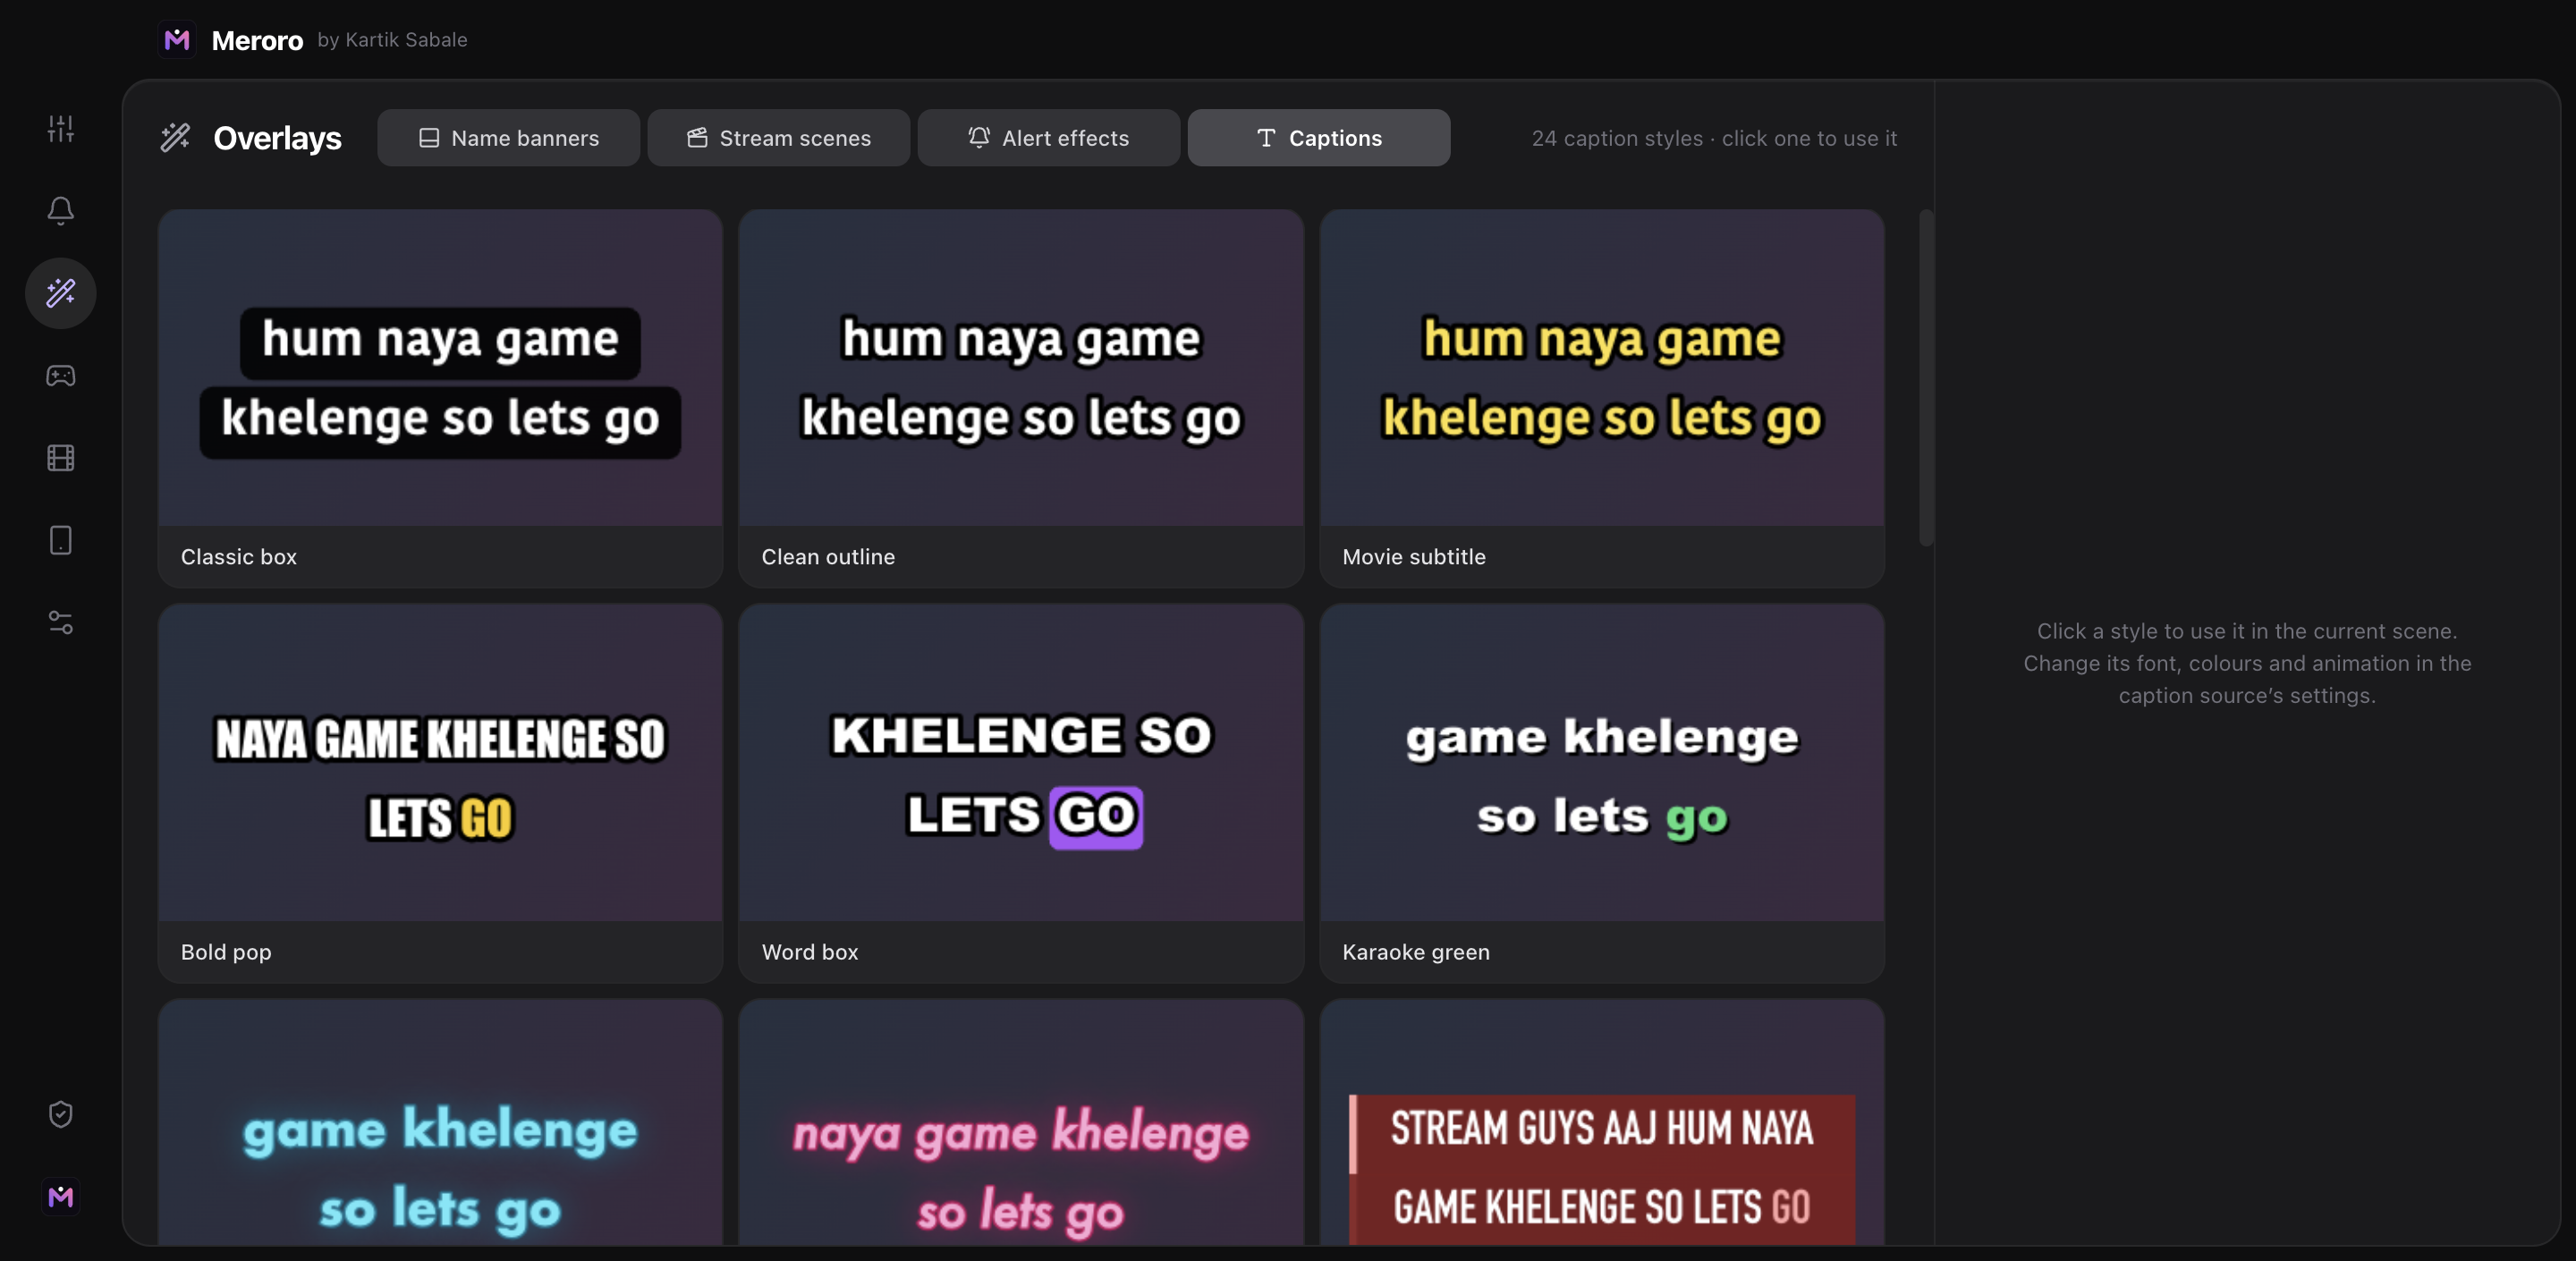 Meroro by Kartik Sabale
Overlays
Name banners
Stream scenes
Alert effects
Captions
24 caption styles · click one to use it
hum naya game
khelenge so lets go
Classic box
hum naya game
khelenge so lets go
Clean outline
hum naya game
khelenge so lets go
Movie subtitle
NAYA GAME KHELENGE SO
LETS GO
Bold pop
KHELENGE SO
LETS GO
Word box
game khelenge
so lets go
Karaoke green
game khelenge
so lets go
naya game khelenge
so lets go
STREAM GUYS AAJ HUM NAYA
GAME KHELENGE SO LETS GO
Click a style to use it in the current scene.
Change its font, colours and animation in the
caption source’s settings.